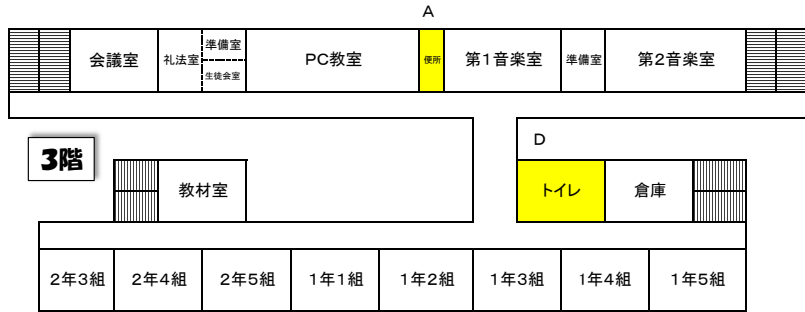 A
会議室
礼法室
準備室
生徒会室
PC教室
便所
第1音楽室
準備室
第2音楽室
3階
D
教材室
トイレ
倉庫
2年3組
2年4組
2年5組
1年1組
1年2組
1年3組
1年4組
1年5組